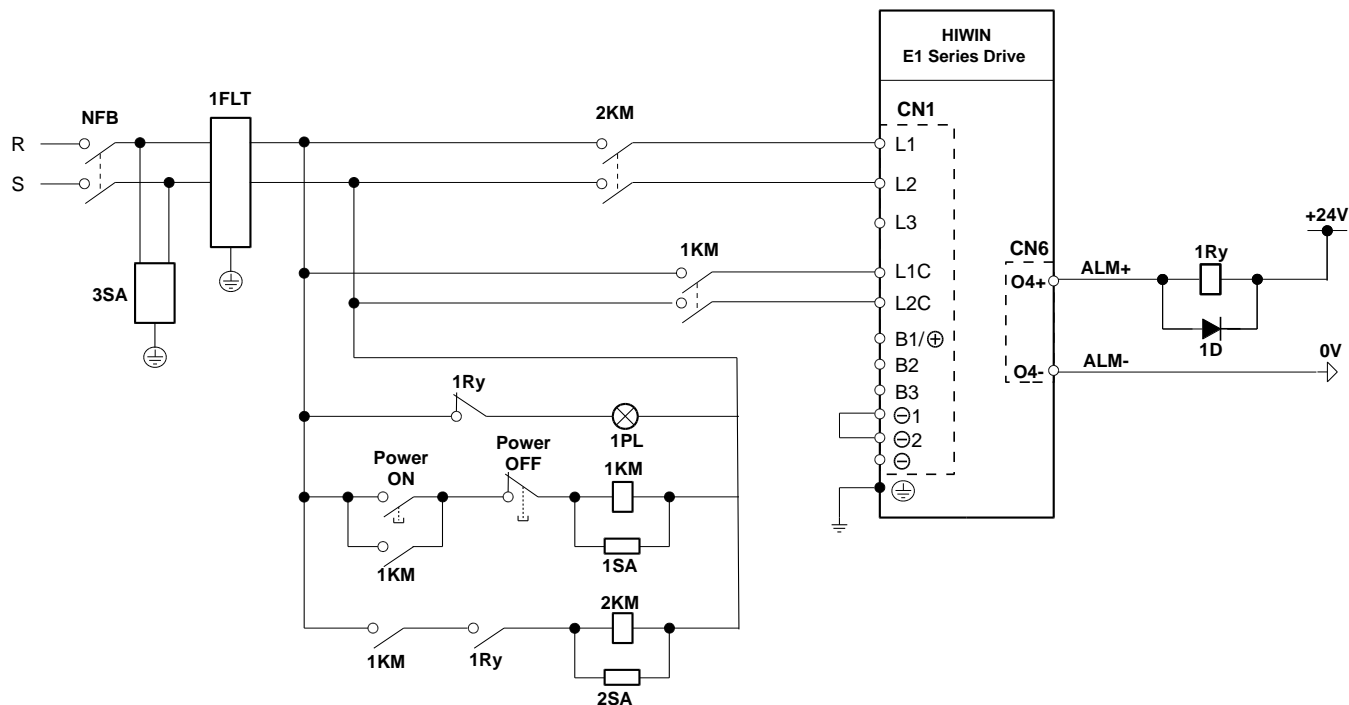 HIWIN
E1 Series Drive
1FLT
NFB
2KM
CN1
R
L1
S
L2
L3
+24V
1KM
CN6
1Ry
L1C
O4+
ALM+
3SA
L2C
B1/⊕
1D
0V
B2
O4-
ALM-
1Ry
B3
⊖1
1PL
⊖2
Power
ON
Power
OFF
1KM
⊖
1KM
1SA
2KM
1KM
1Ry
2SA